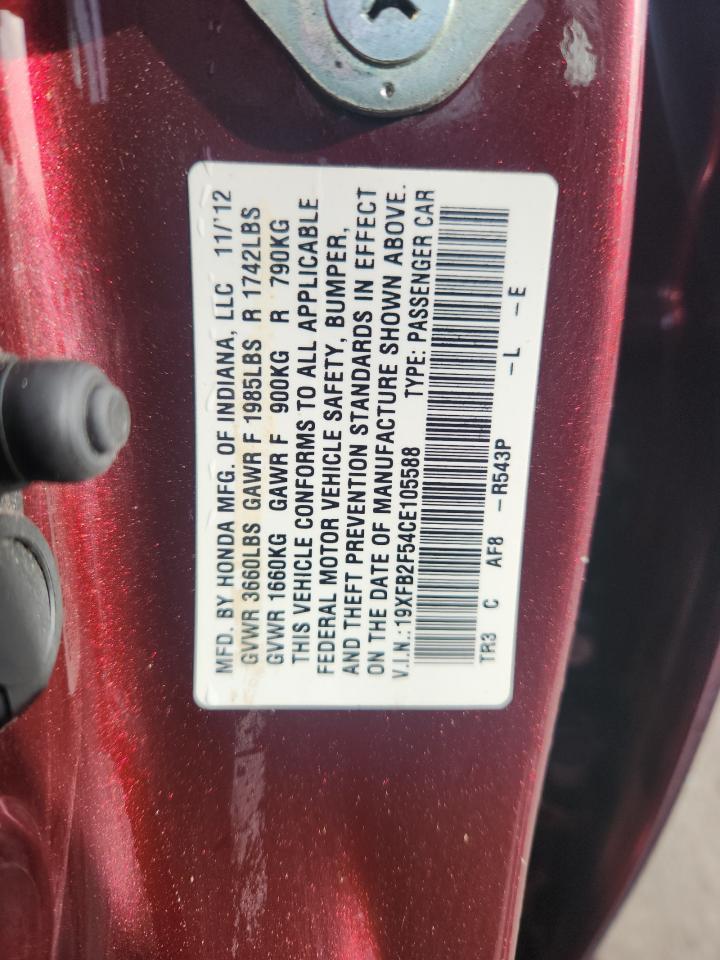 MFD. BY HONDA MFG. OF INDIANA, LLC 11/'12
GVWR 3660LBS GAWR F 1985LBS R 1742LBS
GVWR 1660KG GAWR F 900KG R 790KG
THIS VEHICLE CONFORMS TO ALL APPLICABLE
FEDERAL MOTOR VEHICLE SAFETY, BUMPER,
AND THEFT PREVENTION STANDARDS IN EFFECT
ON THE DATE OF MANUFACTURE SHOWN ABOVE.
V.I.N.:19XFB2F54CE105588 TYPE: PASSENGER CAR
TR3 C AF8 -R543P -L -E